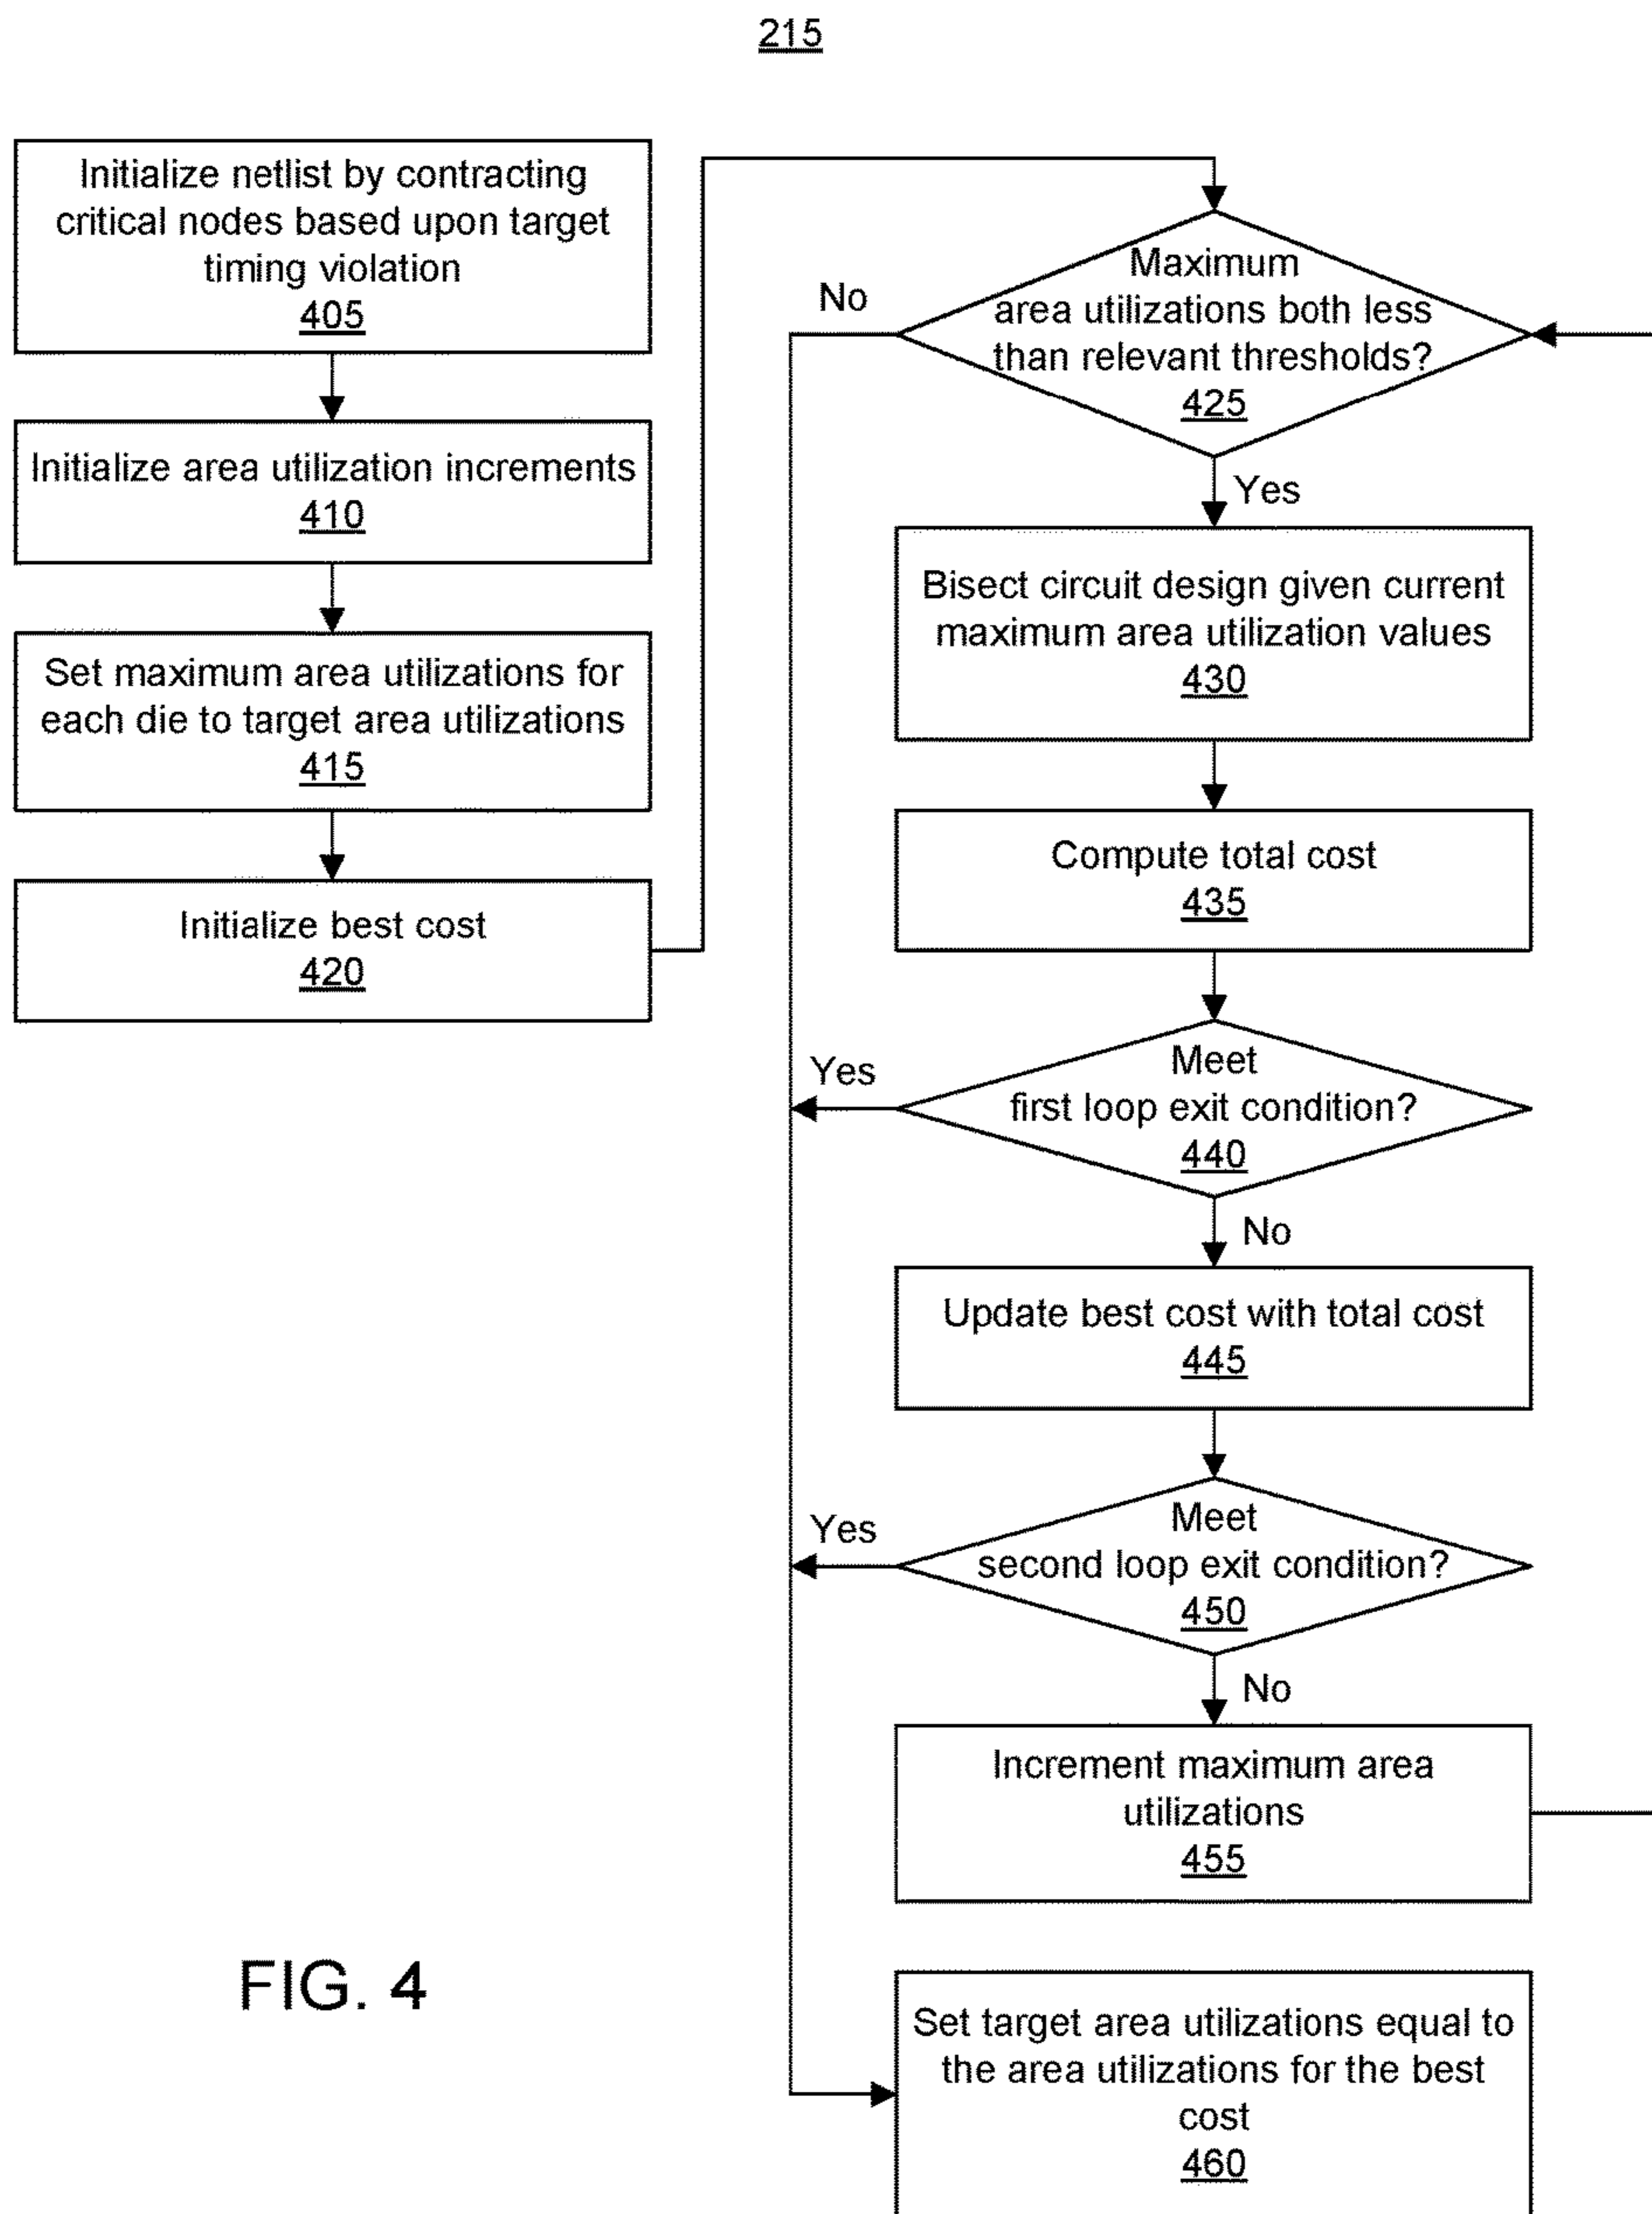 215
Initialize netlist by contracting
critical nodes based upon target
timing violation
405
Initialize area utilization increments
410
Set maximum area utilizations for
each die to target area utilizations
415
Initialize best cost
420
Maximum
area utilizations both less
than relevant thresholds?
425
No
Yes
Bisect circuit design given current
maximum area utilization values
430
Compute total cost
435
Meet
first loop exit condition?
440
Yes
No
Update best cost with total cost
445
Meet
second loop exit condition?
450
Yes
No
Increment maximum area
utilizations
455
Set target area utilizations equal to
the area utilizations for the best
cost
460
FIG. 4